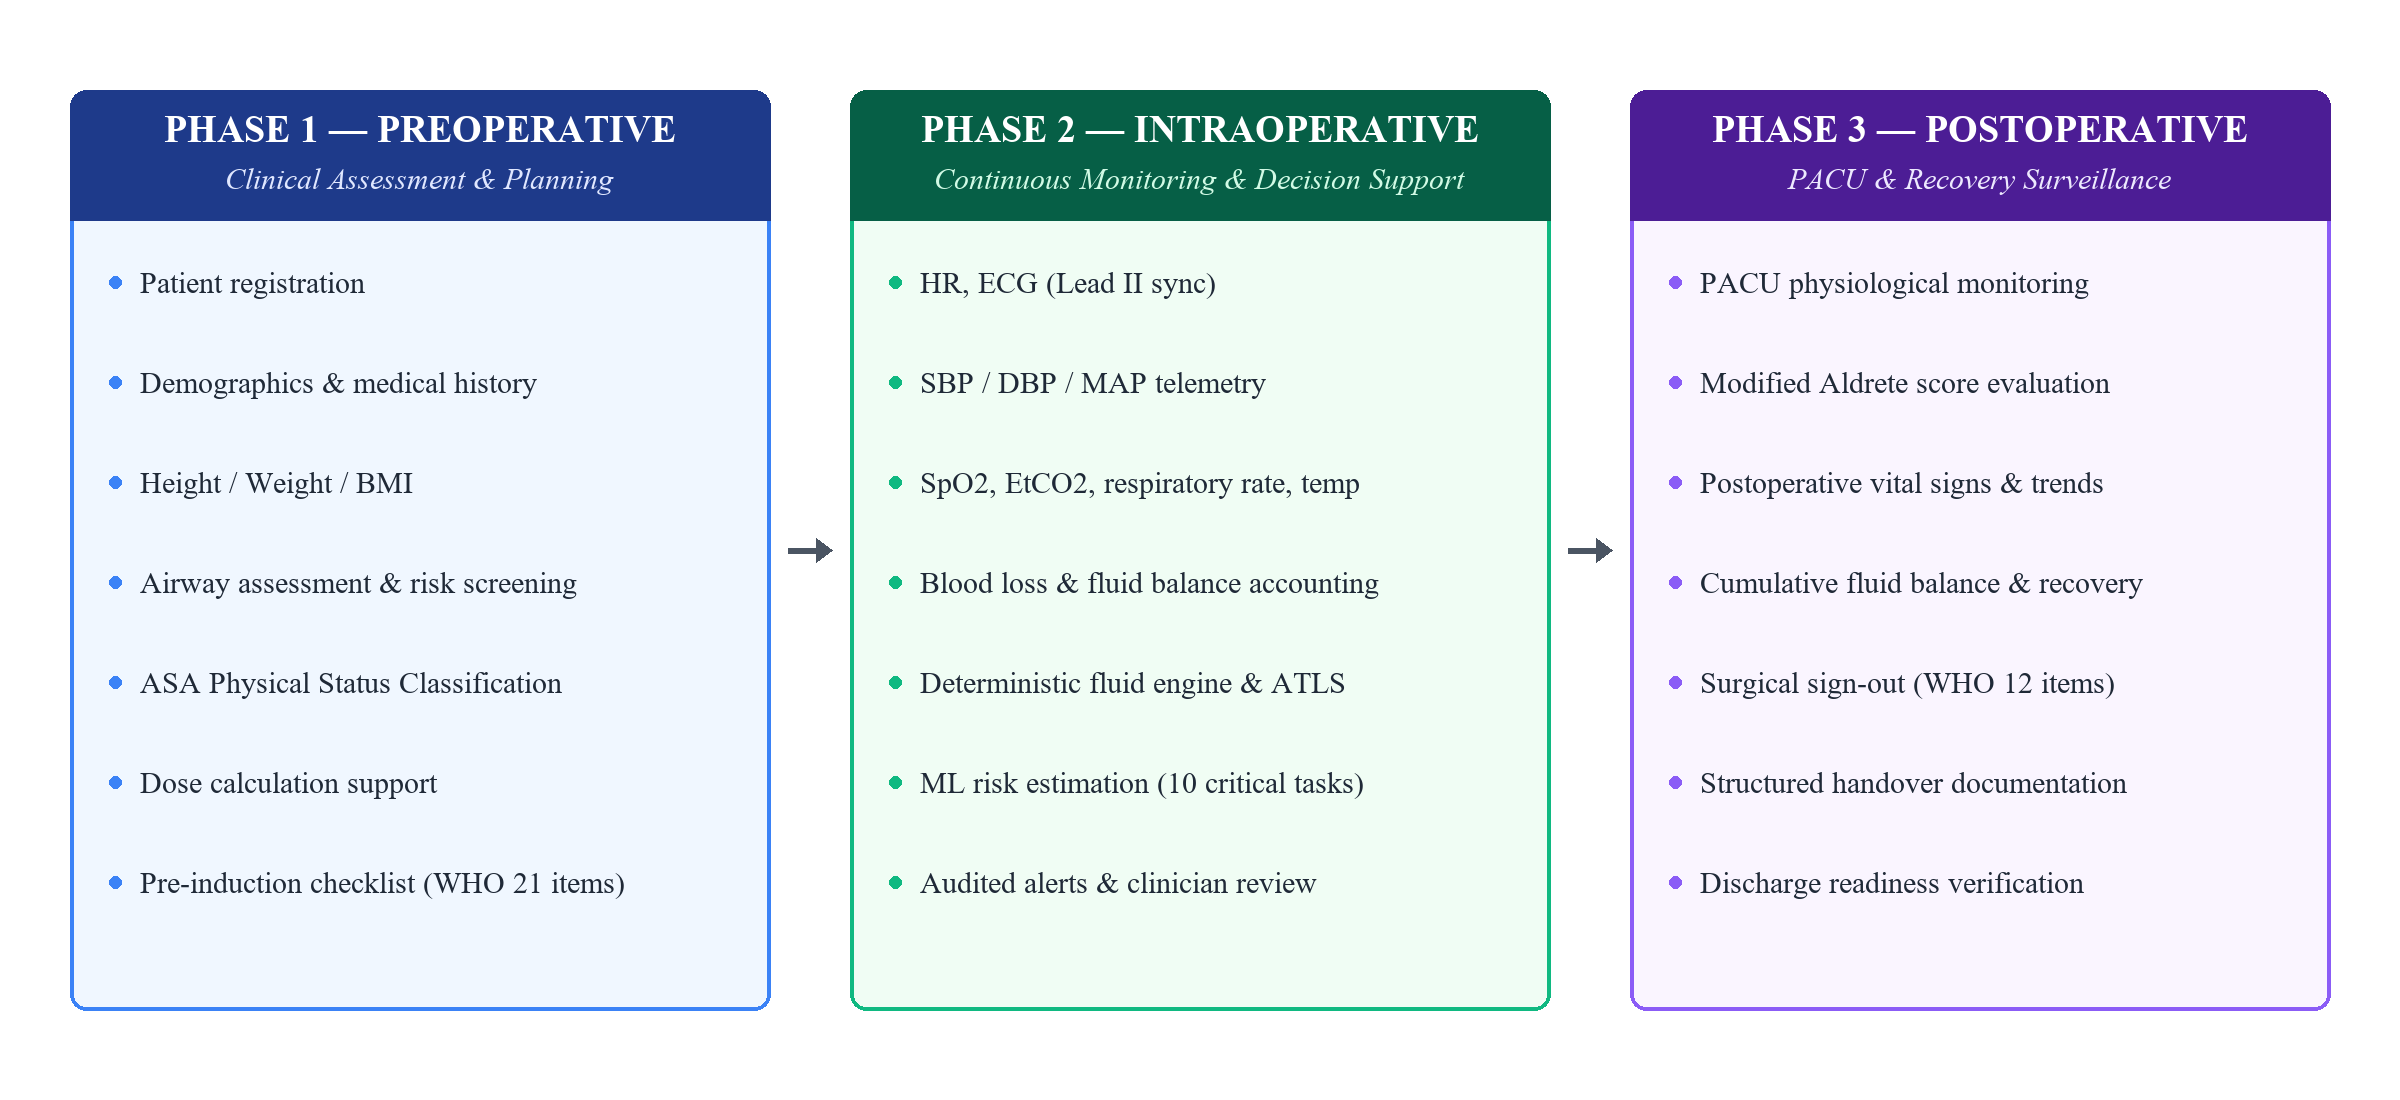 PHASE 1 — PREOPERATIVE
Clinical Assessment & Planning
Patient registration
Demographics & medical history
Height / Weight / BMI
Airway assessment & risk screening
ASA Physical Status Classification
Dose calculation support
Pre-induction checklist (WHO 21 items)
PHASE 2 — INTRAOPERATIVE
Continuous Monitoring & Decision Support
HR, ECG (Lead II sync)
SBP / DBP / MAP telemetry
SpO2, EtCO2, respiratory rate, temp
Blood loss & fluid balance accounting
Deterministic fluid engine & ATLS
ML risk estimation (10 critical tasks)
Audited alerts & clinician review
PHASE 3 — POSTOPERATIVE
PACU & Recovery Surveillance
PACU physiological monitoring
Modified Aldrete score evaluation
Postoperative vital signs & trends
Cumulative fluid balance & recovery
Surgical sign-out (WHO 12 items)
Structured handover documentation
Discharge readiness verification